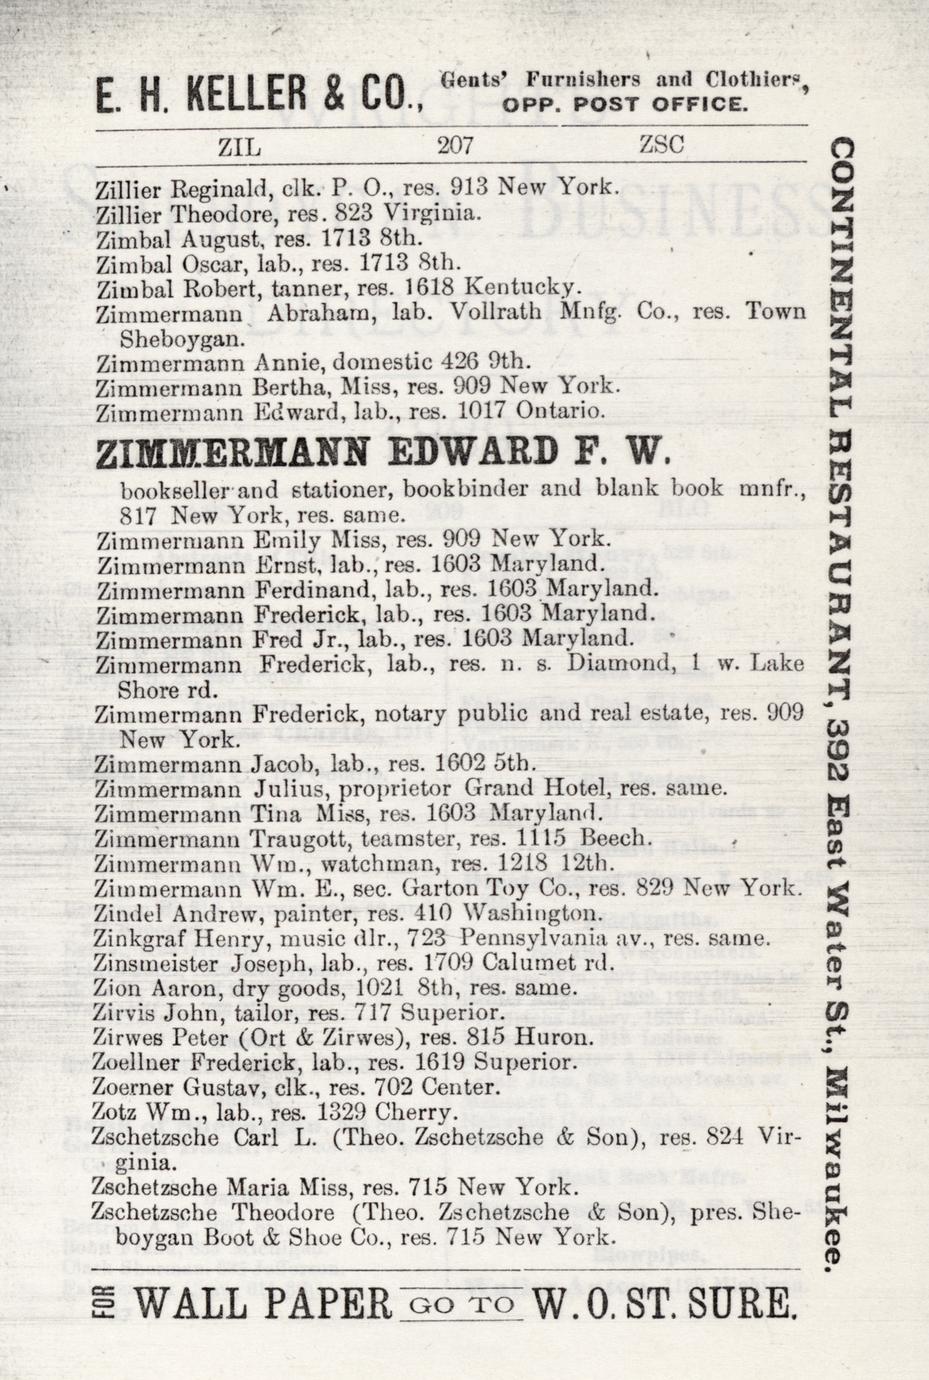 E. H. KELLER & CO., Gents' Furnishers and Clothiers,
OPP. POST OFFICE.
ZIL 207 ZSC
Zillier Reginald, clk. P. O., res. 913 New York.
Zillier Theodore, res. 823 Virginia.
Zimbal August, res. 1713 8th.
Zimbal Oscar, lab., res. 1713 8th.
Zimbal Robert, tanner, res. 1618 Kentucky.
Zimmermann Abraham, lab. Vollrath Mnfg. Co., res. Town
Sheboygan.
Zimmermann Annie, domestic 426 9th.
Zimmermann Bertha, Miss, res. 909 New York.
Zimmermann Edward, lab., res. 1017 Ontario.
ZIMMERMANN EDWARD F. W.
bookseller and stationer, bookbinder and blank book mnfr.,
817 New York, res. same.
Zimmermann Emily Miss, res. 909 New York.
Zimmermann Ernst, lab., res. 1603 Maryland.
Zimmermann Ferdinand, lab., res. 1603 Maryland.
Zimmermann Frederick, lab., res. 1603 Maryland.
Zimmermann Fred Jr., lab., res. 1603 Maryland.
Zimmermann Frederick, lab., res. n. s. Diamond, 1 w. Lake
Shore rd.
Zimmermann Frederick, notary public and real estate, res. 909
New York.
Zimmermann Jacob, lab., res. 1602 5th.
Zimmermann Julius, proprietor Grand Hotel, res. same.
Zimmermann Tina Miss, res. 1603 Maryland.
Zimmermann Traugott, teamster, res. 1115 Beech.
Zimmermann Wm., watchman, res. 1218 12th.
Zimmermann Wm. E., sec. Garton Toy Co., res. 829 New York.
Zindel Andrew, painter, res. 410 Washington.
Zinkgraf Henry, music dlr., 723 Pennsylvania av., res. same.
Zinsmeister Joseph, lab., res. 1709 Calumet rd.
Zion Aaron, dry goods, 1021 8th, res. same.
Zirvis John, tailor, res. 717 Superior.
Zirwes Peter (Ort & Zirwes), res. 815 Huron.
Zoellner Frederick, lab., res. 1619 Superior.
Zoerner Gustav, clk., res. 702 Center.
Zotz Wm., lab., res. 1329 Cherry.
Zschetzsche Carl L. (Theo. Zschetzsche & Son), res. 824 Vir-
ginia.
Zschetzsche Maria Miss, res. 715 New York.
Zschetzsche Theodore (Theo. Zschetzsche & Son), pres. She-
boygan Boot & Shoe Co., res. 715 New York.
FOR WALL PAPER GO TO W. O. ST. SURE.
CONTINENTAL RESTAURANT, 392 East Water St., Milwaukee.